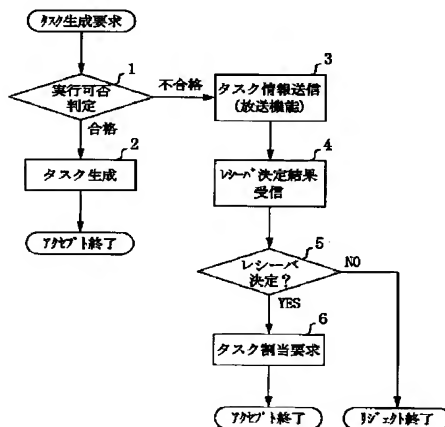 タスク生成要求
1
実行可否
判定
不合格
合格
3
タスク情報送信
(放送機能)
2
タスク生成
4
レシーバ決定結果
受信
アクセプト終了
5
レシーバ
決定？
NO
YES
6
タスク割当要求
アクセプト終了
リジェクト終了